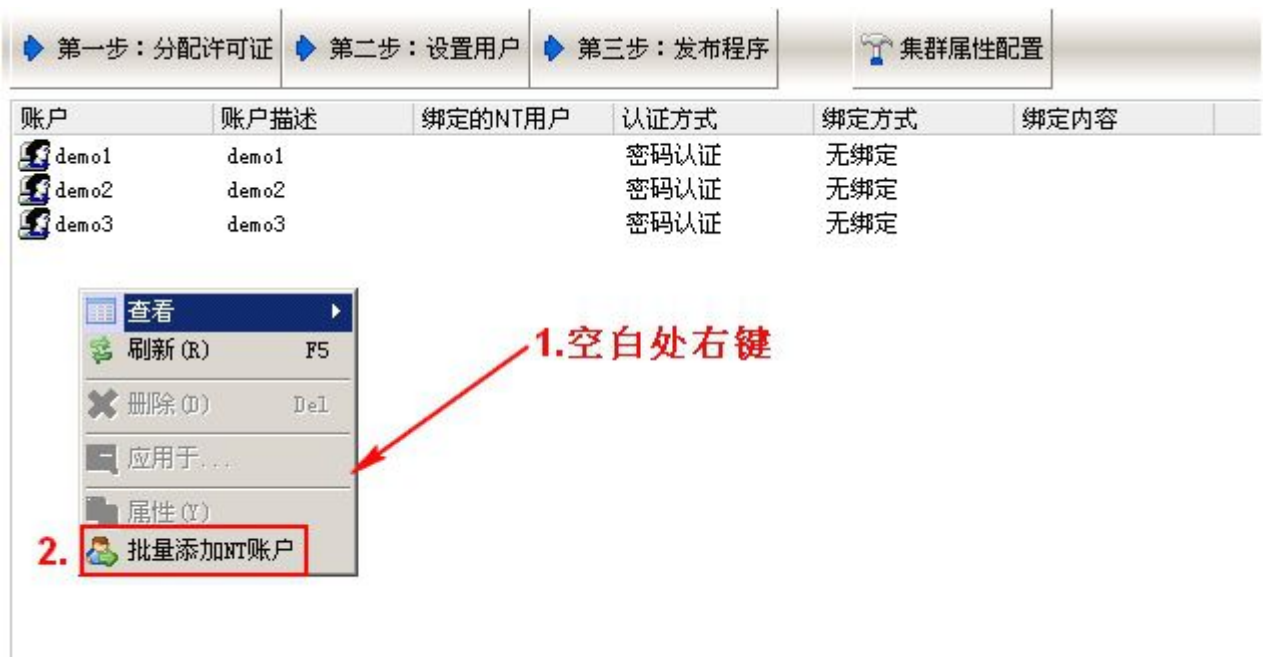 第一步：分配许可证 第二步：设置用户 第三步：发布程序 集群属性配置
账户 账户描述 绑定的NT用户 认证方式 绑定方式 绑定内容
demo1 demo1 密码认证 无绑定
demo2 demo2 密码认证 无绑定
demo3 demo3 密码认证 无绑定
查看
1.空白处右键
刷新(R) F5
删除(D) Del
应用于...
属性(Y)
2. 批量添加NT账户